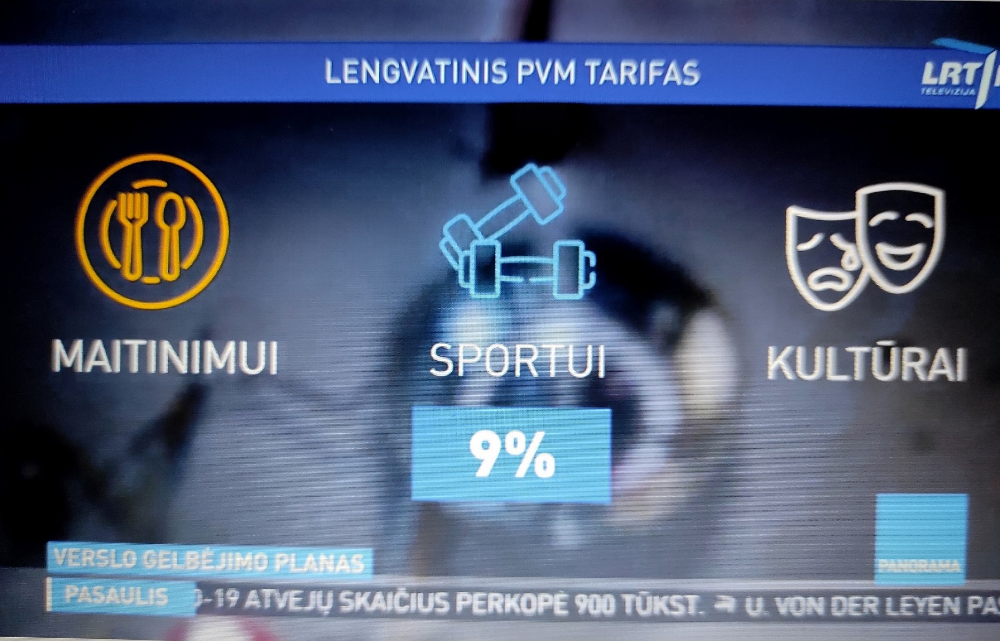 LENGVATINIS PVM TARIFAS
LRT
TELEVIZIJA
MAITINIMUI
SPORTUI
KULTŪRAI
9%
PANORAMA
VERSLO GELBĖJIMO PLANAS
PASAULIS
-19 ATVEJŲ SKAIČIUS PERKOPĖ 900 TŪKST. U. VON DER LEYEN PAS